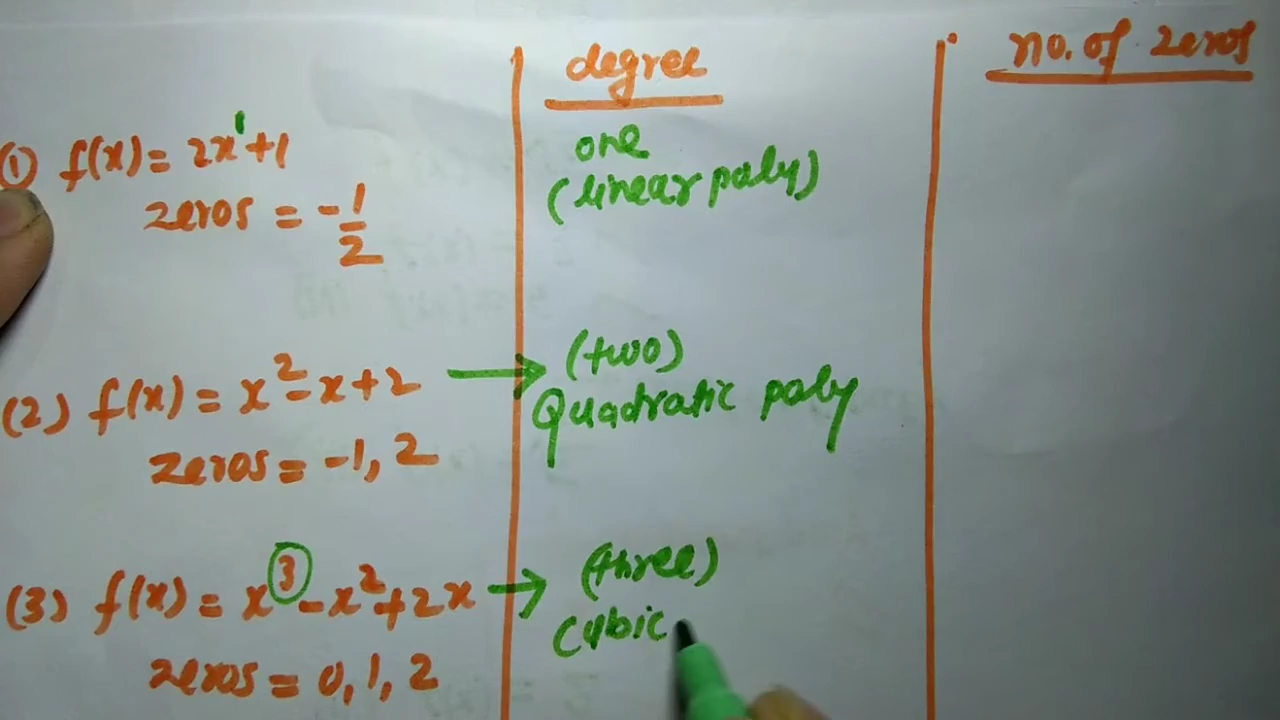 degree
no. of zeros
(1) f(x) = 2x¹+1
zeros = -1/2
one
(linear poly)
(2) f(x) = x²-x+2 →
zeros = -1, 2
(two)
Quadratic poly
(3) f(x) = x³-x²+2x →
zeros = 0, 1, 2
(three)
Cubic